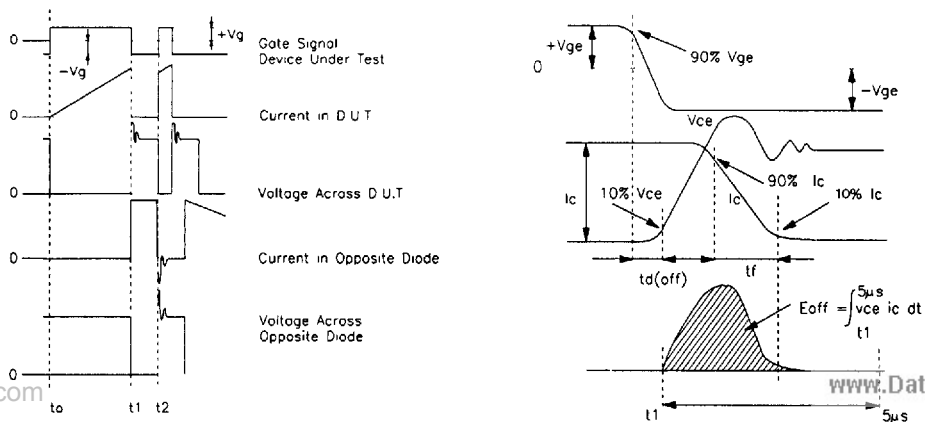 0
+Vg
-Vg
Gate Signal
Device Under Test
0
Current in D U T
0
Voltage Across D U.T
0
Current in Opposite Diode
Voltage Across
Opposite Diode
0
com
to
t1
t2
+Vge
0
90% Vge
-Vge
Vce
Ic
10% Vce
Ic
90% Ic
10% Ic
td(off)
tf
Eoff = ∫ vce ic dt
5µs
t1
www.Dat
t1
5µs